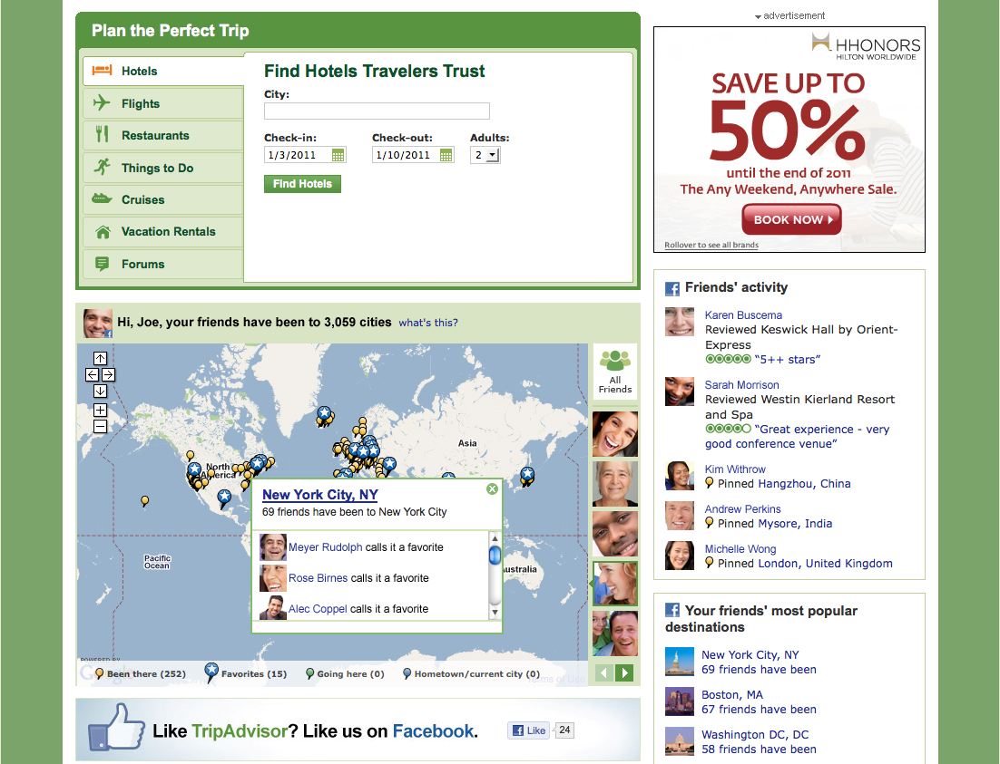 Plan the Perfect Trip
Hotels
Flights
Restaurants
Things to Do
Cruises
Vacation Rentals
Forums
Find Hotels Travelers Trust
City:
Check-in: Check-out: Adults:
1/3/2011 1/10/2011 2
Find Hotels
advertisement
HHONORS
HILTON WORLDWIDE
SAVE UP TO
50%
until the end of 2011
The Any Weekend, Anywhere Sale.
BOOK NOW
Rollover to see all brands
Hi, Joe, your friends have been to 3,059 cities what's this?
All
Friends
Asia
North
America
Pacific
Ocean
ustralia
New York City, NY
69 friends have been to New York City
Meyer Rudolph calls it a favorite
Rose Birnes calls it a favorite
Alec Coppel calls it a favorite
POWERED BY
Google
Been there (252) Favorites (15) Going here (0) Hometown/current city (0)
Terms of Use
Like TripAdvisor? Like us on Facebook.
Like 24
Friends' activity
Karen Buscema
Reviewed Keswick Hall by Orient-
Express
“5++ stars”
Sarah Morrison
Reviewed Westin Kierland Resort
and Spa
“Great experience - very
good conference venue”
Kim Withrow
Pinned Hangzhou, China
Andrew Perkins
Pinned Mysore, India
Michelle Wong
Pinned London, United Kingdom
Your friends' most popular
destinations
New York City, NY
69 friends have been
Boston, MA
67 friends have been
Washington DC, DC
58 friends have been